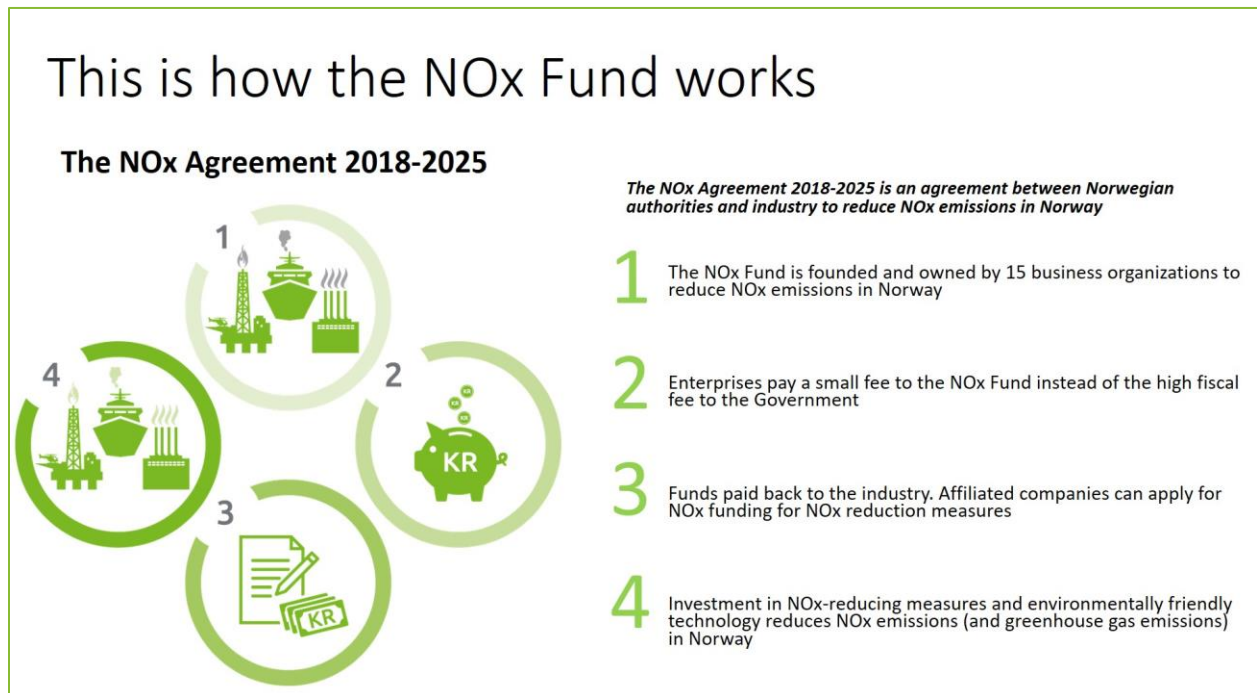 This is how the NOx Fund works
The NOx Agreement 2018-2025
1
2
KR
3
KR
4
The NOx Agreement 2018-2025 is an agreement between Norwegian
authorities and industry to reduce NOx emissions in Norway
1
The NOx Fund is founded and owned by 15 business organizations to
reduce NOx emissions in Norway
2
Enterprises pay a small fee to the NOx Fund instead of the high fiscal
fee to the Government
3
Funds paid back to the industry. Affiliated companies can apply for
NOx funding for NOx reduction measures
4
Investment in NOx-reducing measures and environmentally friendly
technology reduces NOx emissions (and greenhouse gas emissions)
in Norway